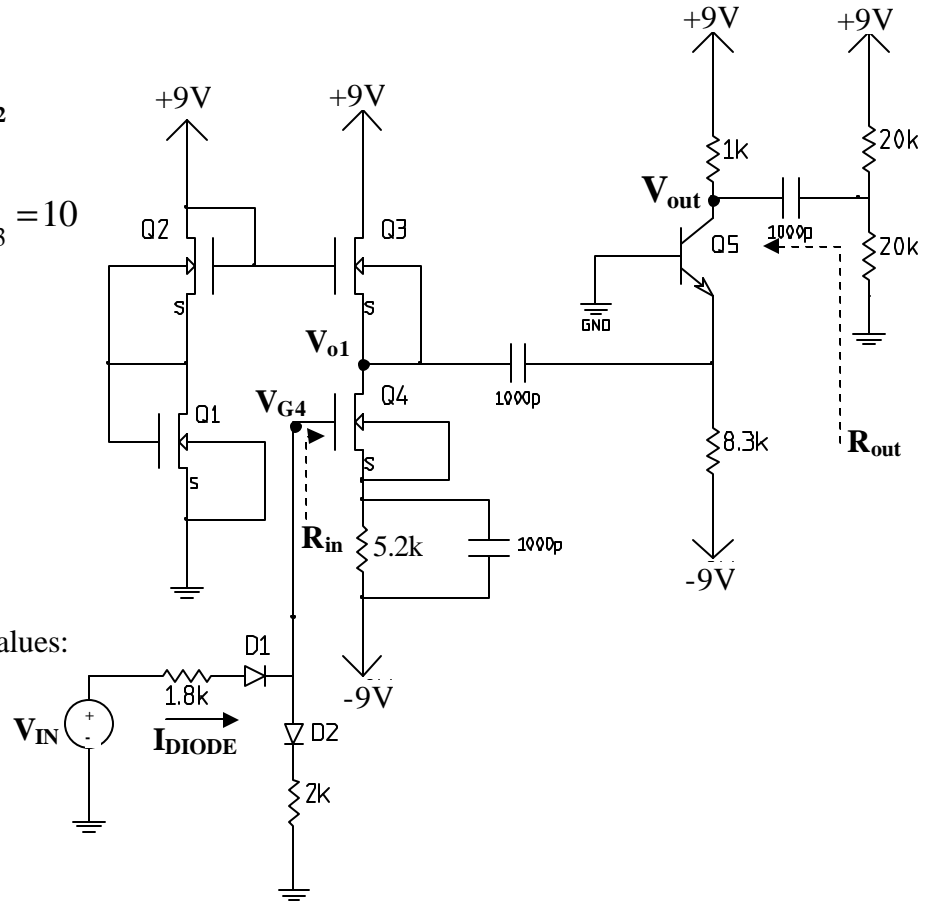 -9V
+9V
2
+9V
+9V
20k
1k
= 10
3
Vout
Q2
Q3
1000p
Q5
20k
S
S
GND
Vo1
VG4
Q4
1000p
Q1
8.3k
Rout
S
S
Rin
5.2k
1000p
-9V
alues:
D1
1.8k
-9V
VIN
+
-
IDIODE
D2
2k